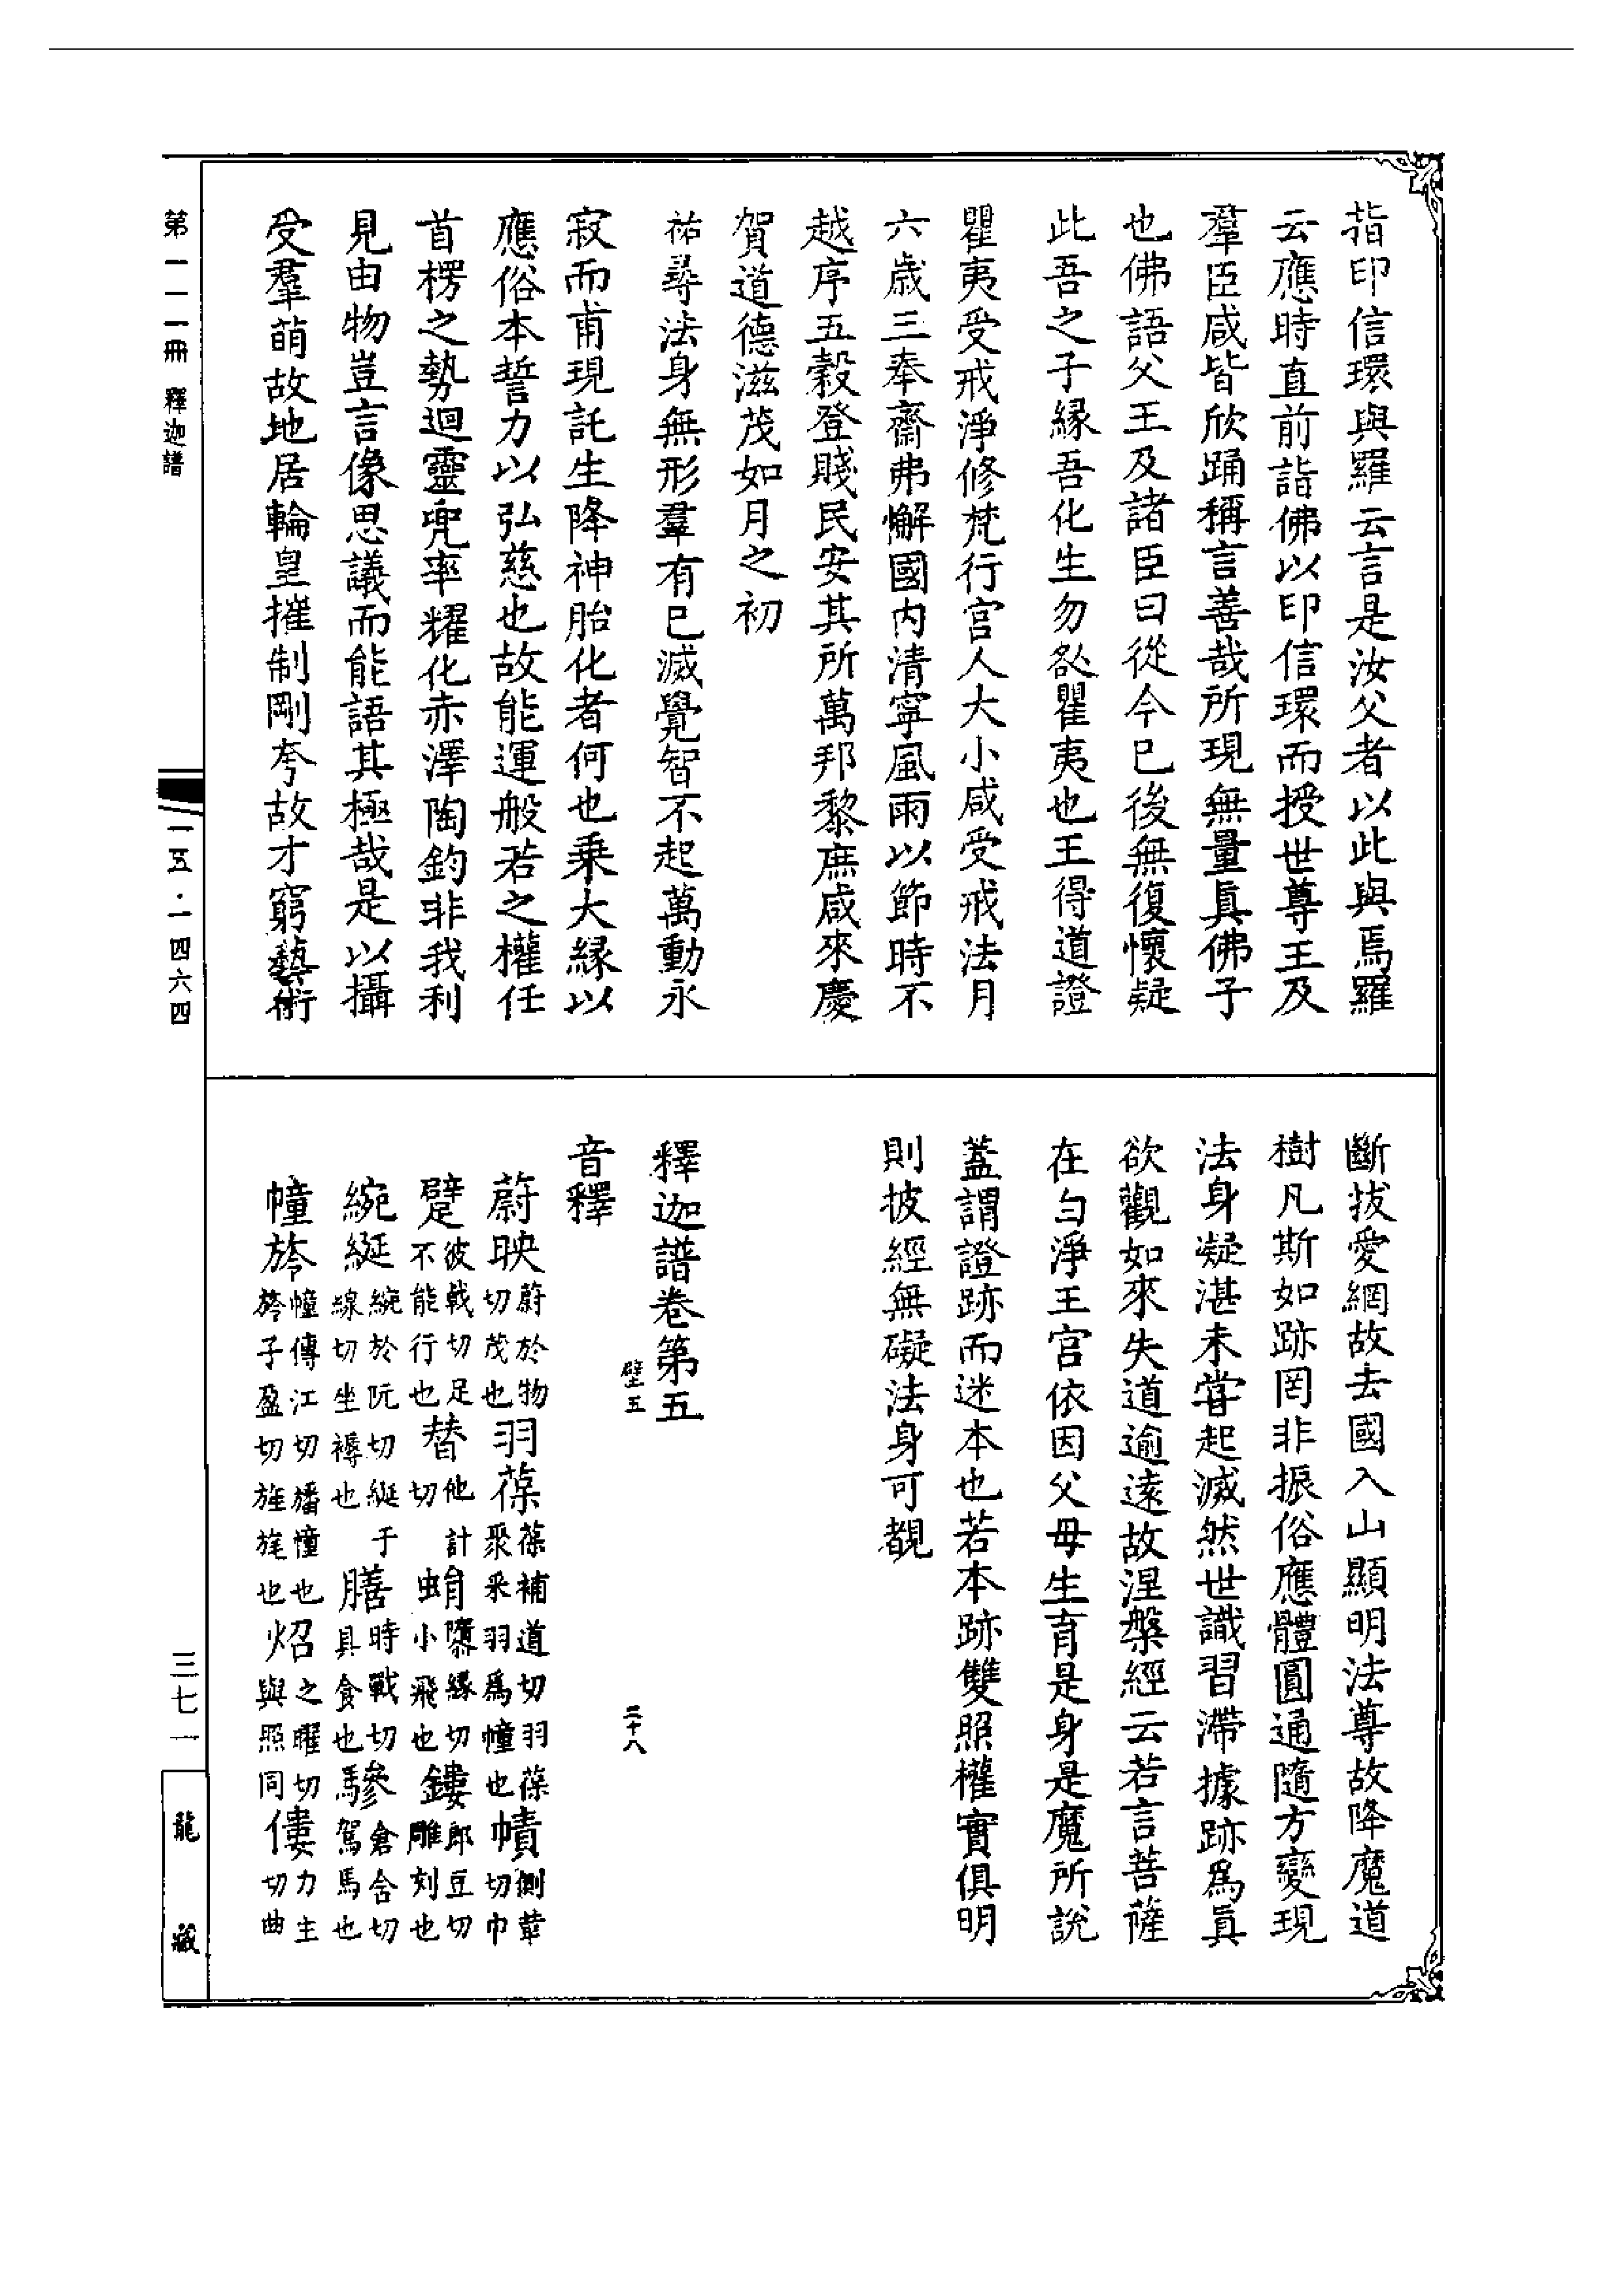 指印信環與羅云言是汝父者以此與焉羅
云應時直前詣佛以印信環而授世尊王及
羣臣咸皆欣踊稱言善哉所現無量眞佛子
也佛語父王及諸臣曰從今已後無復懷疑
此吾之子緣吾化生勿咎瞿夷也王得道證
瞿夷受戒淨修梵行宮人大小咸受戒法月
六歲三奉齋弗懈國內清寧風雨以節時不
越序五穀登賤民安其所萬邦黎庶咸來慶
賀道德滋茂如月之初
祐尋法身無形羣有已滅覺智不起萬動永
寂而甫現託生降神胎化者何也乘大緣以
應俗本誓力以弘慈也故能運般若之權任
首楞之勢迴靈兜率耀化赤澤陶鈞非我利
見由物豈言像思議而能語其極哉是以攝
受羣萌故地居輪皇摧制剛夸故才窮藝術
斷拔愛網故去國入山顯明法尊故降魔道
樹凡斯如跡罔非振俗應體圓通隨方變現
法身凝湛未甞起滅然世識習滯據跡爲眞
欲觀如來失道逾遠故涅槃經云若言菩薩
在白淨王宮依因父母生育是身是魔所說
蓋謂證跡而迷本也若本跡雙照權實俱明
則披經無礙法身可覩
釋迦譜卷第五
壁五 二十八
音釋
蔚映蔚於物切茂也羽葆葆補道切羽葆聚釆羽爲幢也幘側革切巾
躄彼戟切足不能行也替他計切蜎隳緣切小飛也鏤郎豆切雕刻也
綩綖綩於阮切綖于線切坐褥也膳時戰切具食也驂倉含切駕馬也
幢旍幢傳江切旛幢也旍子盈切旌旄也炤之曜切與照同僂力主切曲
第一一一冊 釋迦譜
一五·一四六四
三七一
龍藏